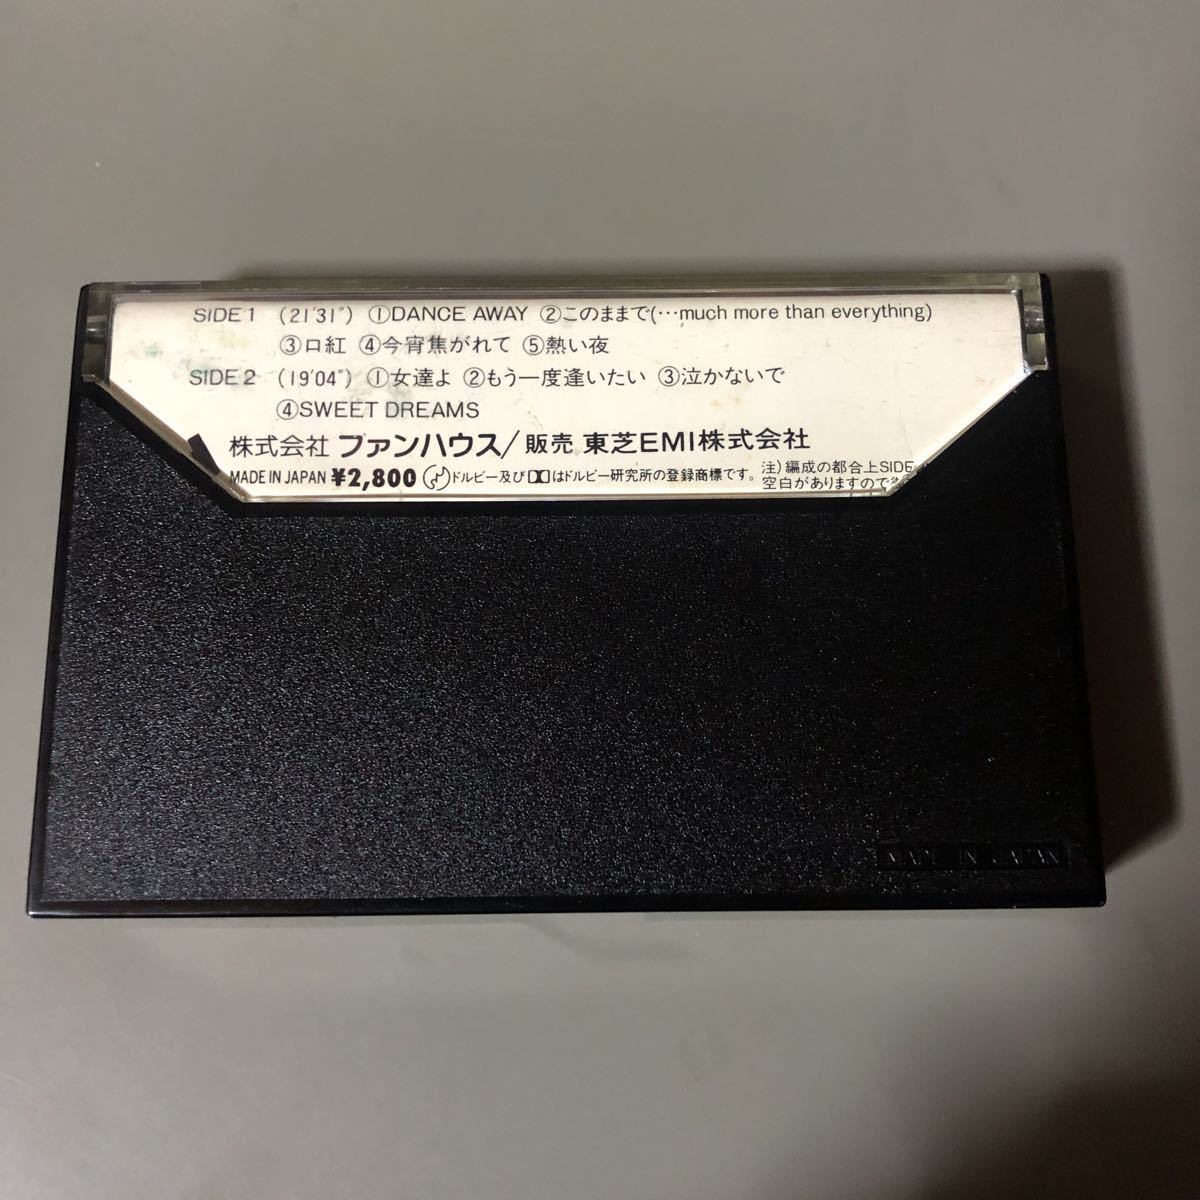 SIDE 1 (21'31") ①DANCE AWAY ②このままで(…much more than everything)
③口紅 ④今宵焦がれて ⑤熱い夜
SIDE 2 (19'04") ①女達よ ②もう一度逢いたい ③泣かないで
④SWEET DREAMS
株式会社 ファンハウス/販売 東芝EMI株式会社
MADE IN JAPAN ¥2,800 ドルビー及びはドルビー研究所の登録商標です。
注)編成の都合上SIDE
空白がありますので
MADE IN JAPAN